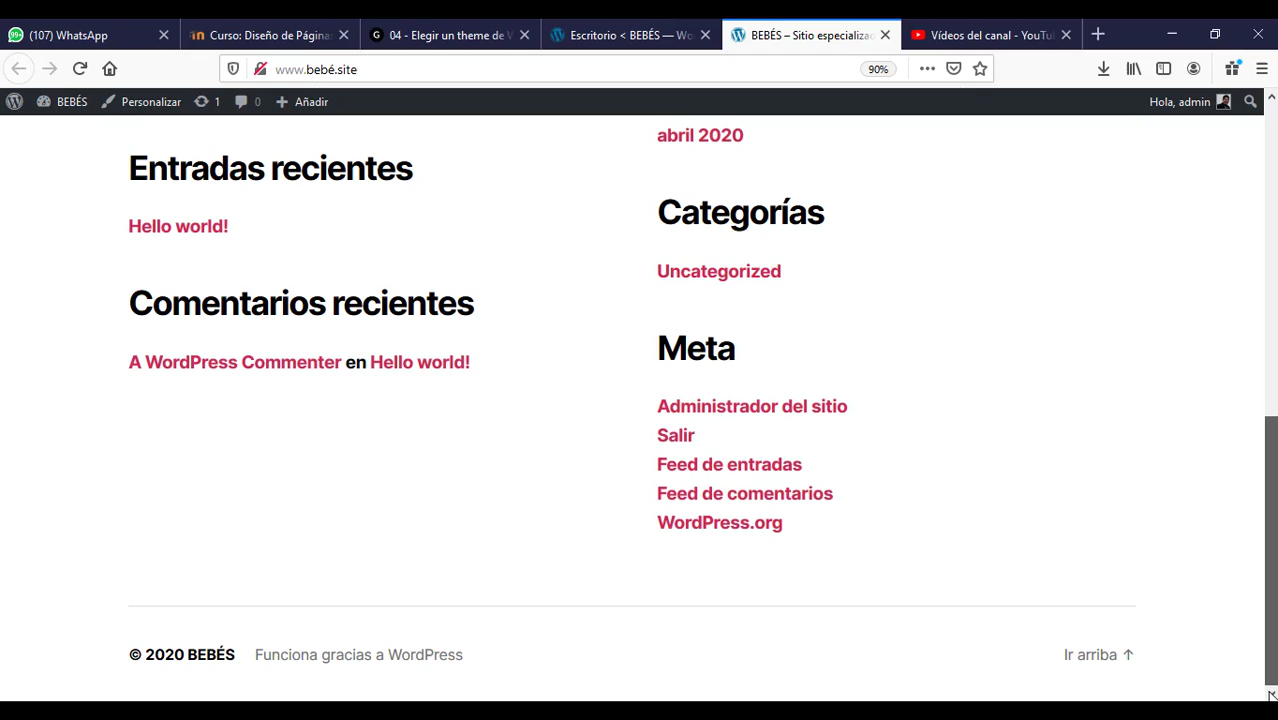 (107) WhatsApp
Curso: Diseño de Página
04 - Elegir un theme de
Escritorio < BEBÉS — Wo
BEBÉS – Sitio especializa
Vídeos del canal - YouTu
www.bebé.site
90%
BEBÉS
Personalizar
1
0
Añadir
Hola, admin
abril 2020
Entradas recientes
Hello world!
Categorías
Uncategorized
Comentarios recientes
A WordPress Commenter en Hello world!
Meta
Administrador del sitio
Salir
Feed de entradas
Feed de comentarios
WordPress.org
© 2020 BEBÉS
Funciona gracias a WordPress
Ir arriba ↑